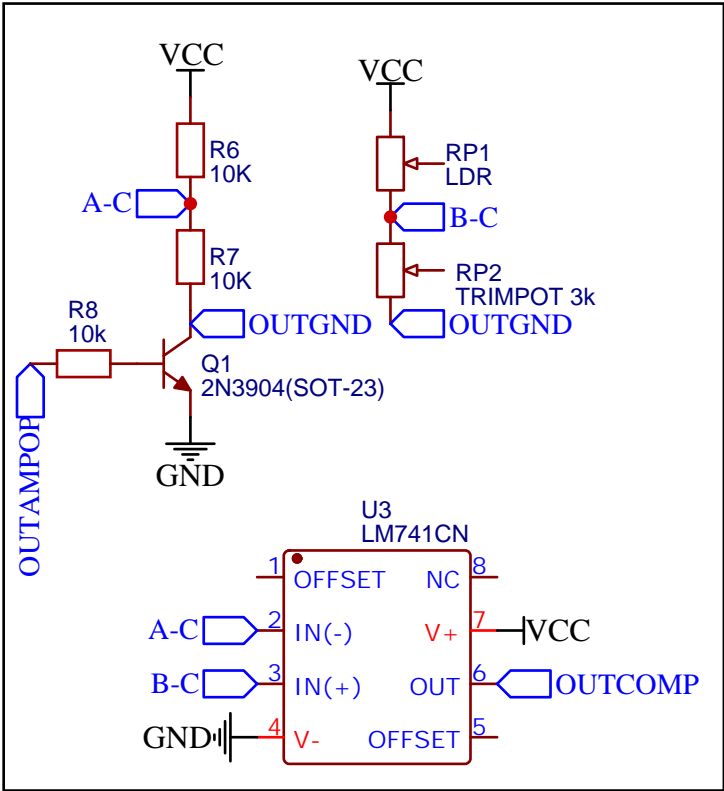 VCC
R6
10K
A-C
R7
10K
OUTGND
R8
10k
Q1
2N3904(SOT-23)
OUTAMPOP
GND
VCC
RP1
LDR
B-C
RP2
TRIMPOT 3k
OUTGND
U3
LM741CN
1
OFFSET
NC
8
A-C
2
IN(-)
V+
7
VCC
B-C
3
IN(+)
OUT
6
OUTCOMP
GND
4
V-
OFFSET
5